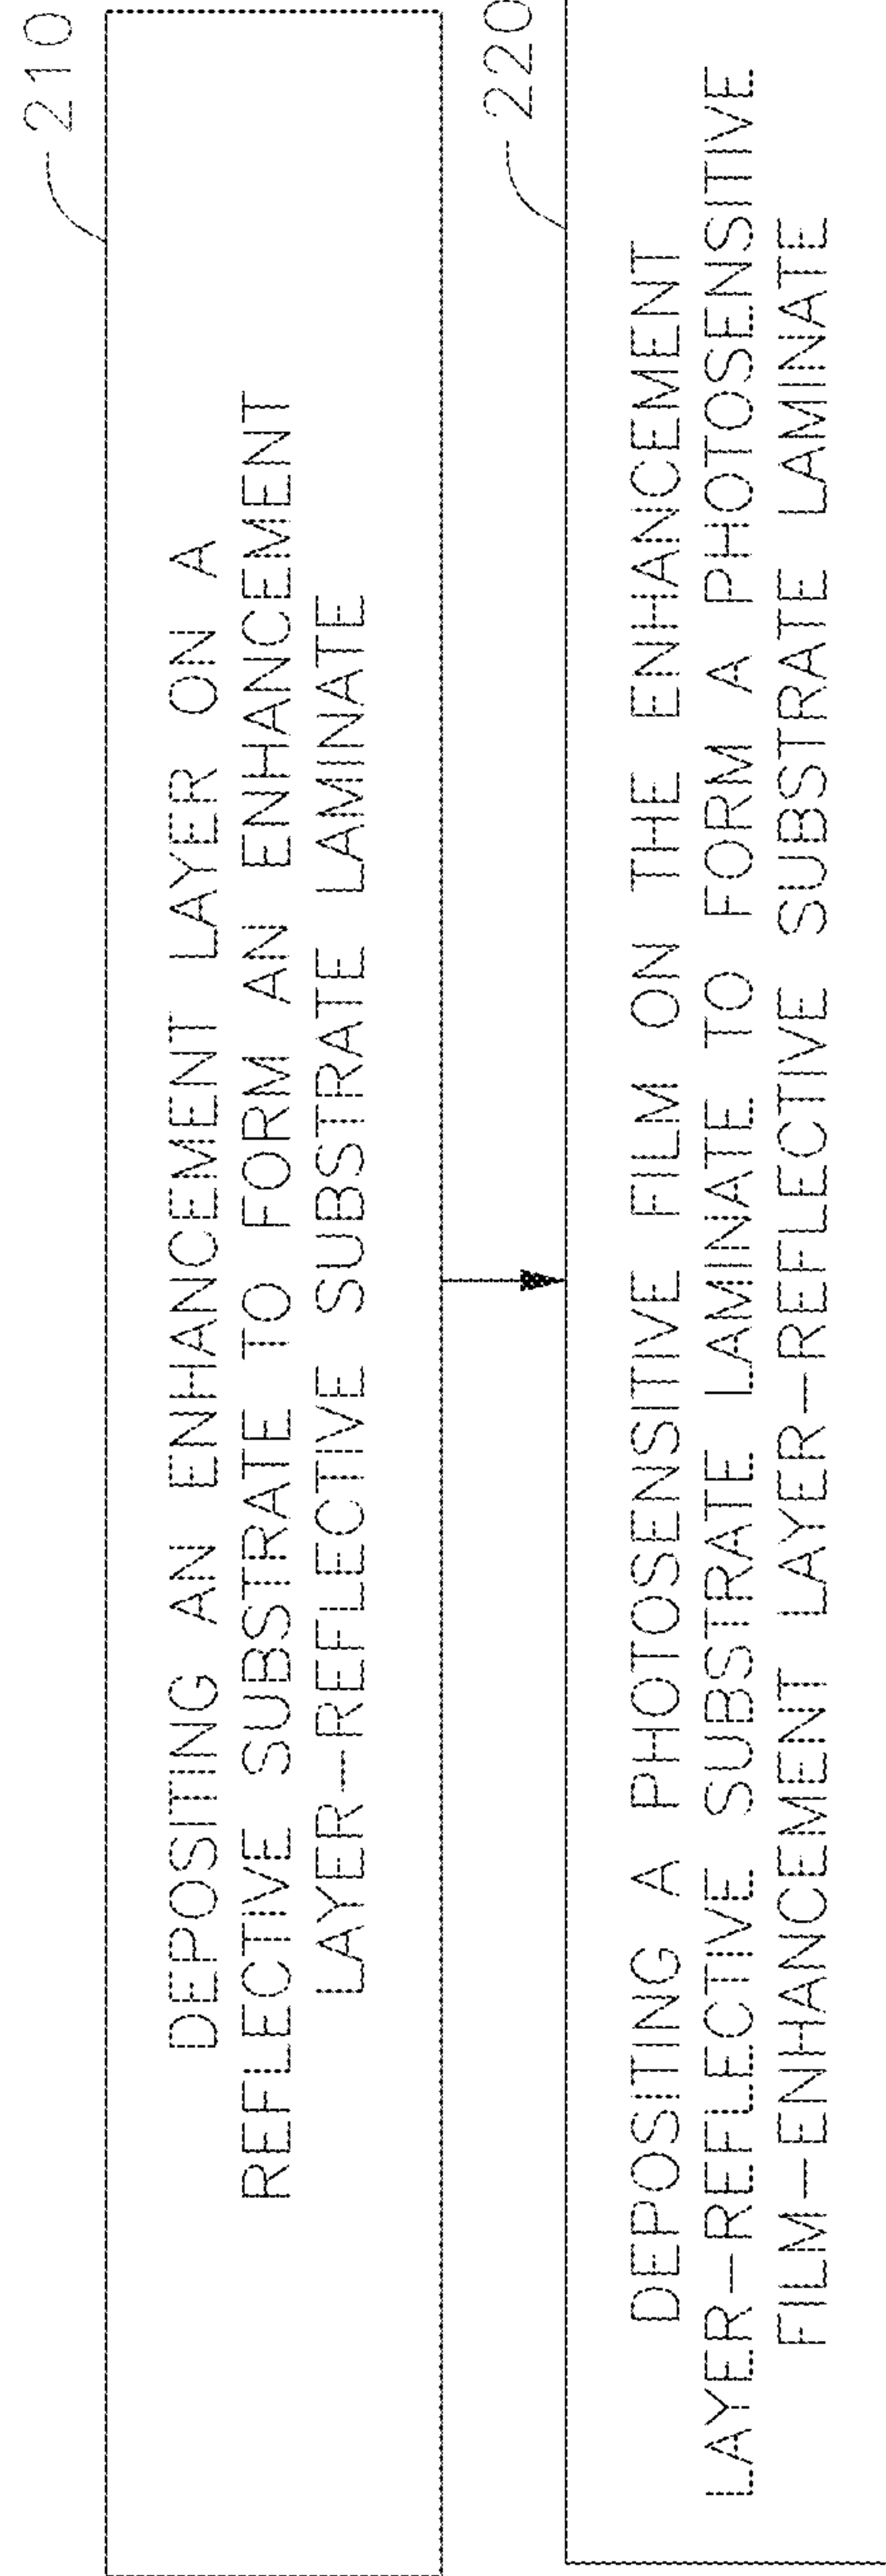 210
DEPOSITING AN ENHANCEMENT LAYER ON A
REFLECTIVE SUBSTRATE TO FORM AN ENHANCEMENT
LAYER—REFLECTIVE SUBSTRATE LAMINATE
220
DEPOSITING A PHOTOSENSITIVE FILM ON THE ENHANCEMENT
LAYER—REFLECTIVE SUBSTRATE LAMINATE TO FORM A PHOTOSENSITIVE
FILM—ENHANCEMENT LAYER—REFLECTIVE SUBSTRATE LAMINATE